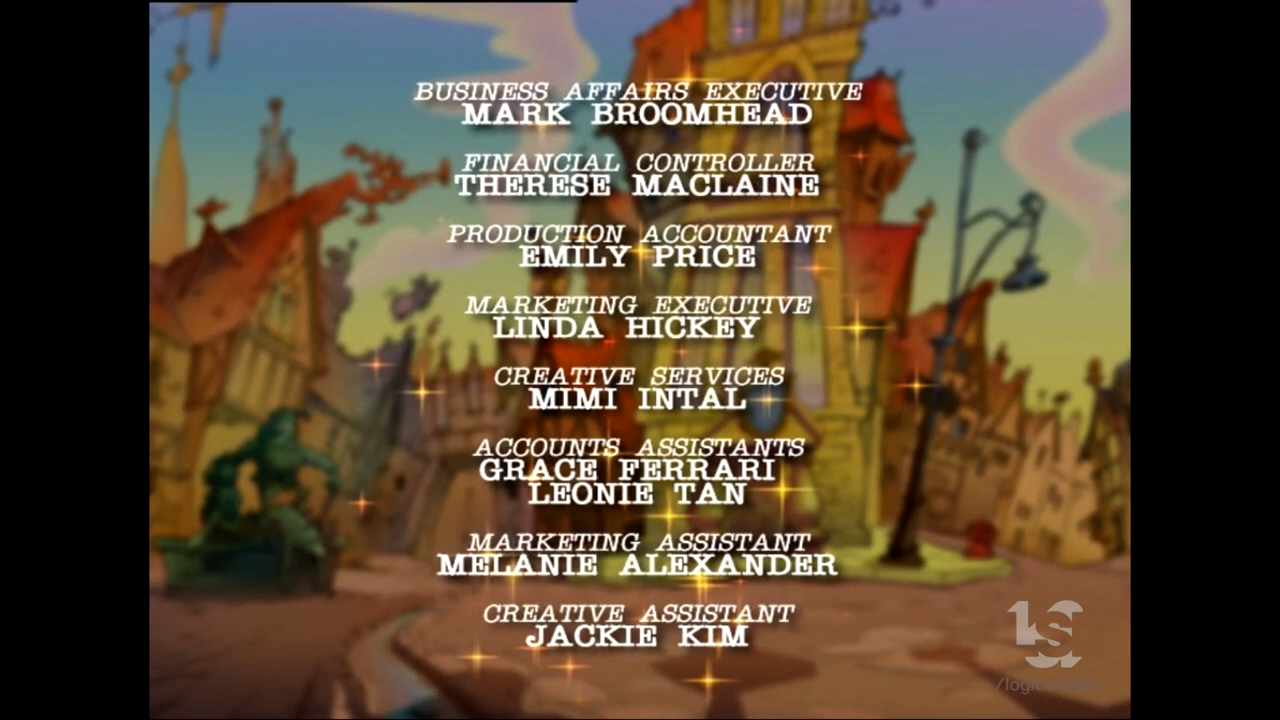 BUSINESS AFFAIRS EXECUTIVE
MARK BROOMHEAD
FINANCIAL CONTROLLER
THERESE MACLAINE
PRODUCTION ACCOUNTANT
EMILY PRICE
MARKETING EXECUTIVE
LINDA HICKEY
CREATIVE SERVICES
MIMI INTAL
ACCOUNTS ASSISTANTS
GRACE FERRARI
LEONIE TAN
MARKETING ASSISTANT
MELANIE ALEXANDER
CREATIVE ASSISTANT
JACKIE KIM